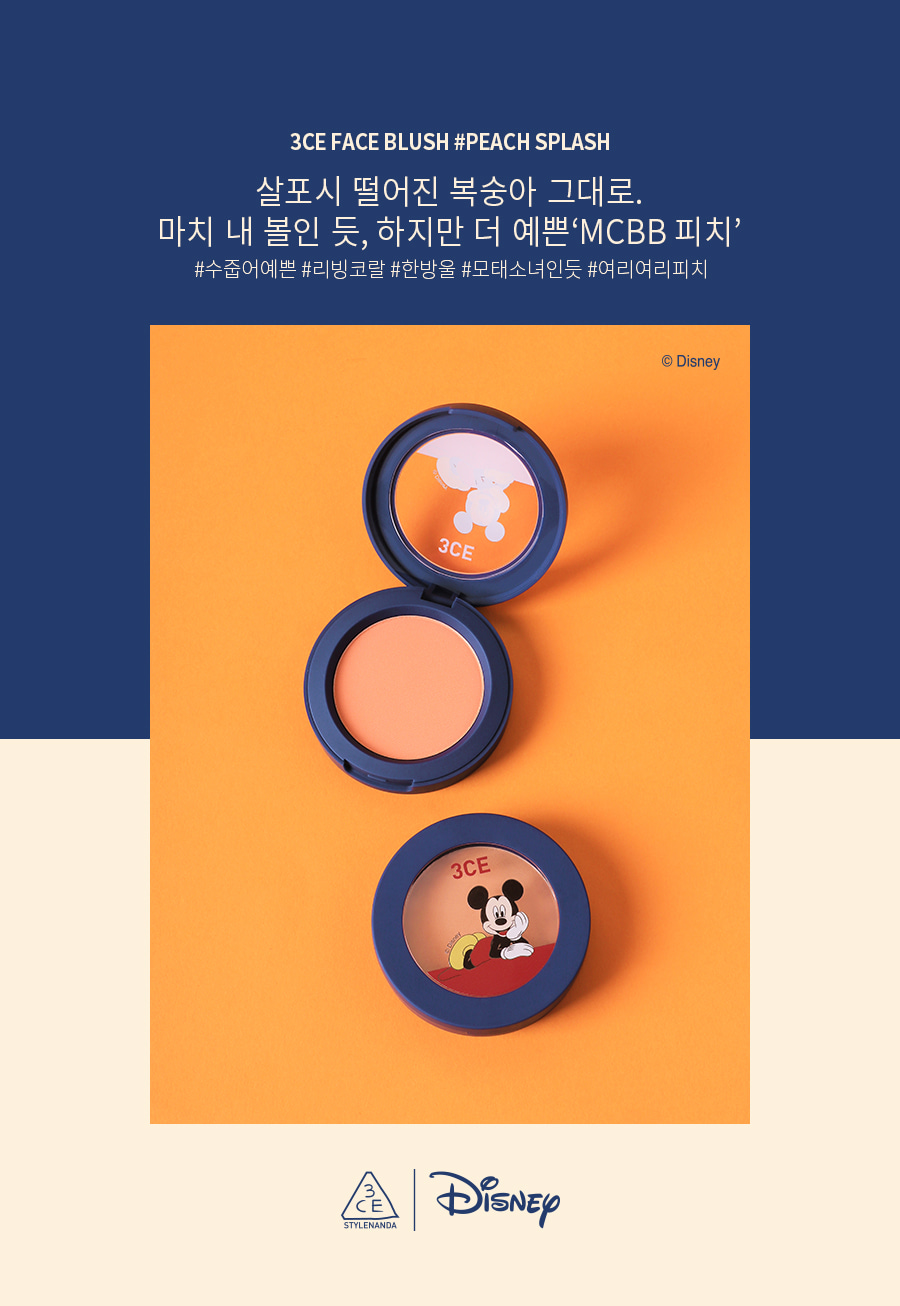 3CE FACE BLUSH #PEACH SPLASH
살포시 떨어진 복숭아 그대로.
마치 내 볼인 듯, 하지만 더 예쁜‘MCBB 피치’
#수줍어예쁜 #리빙코랄 #한방울 #모태소녀인듯 #여리여리피치
© Disney
3CE
3CE
© Disney
3CE
STYLENANDA
Disney